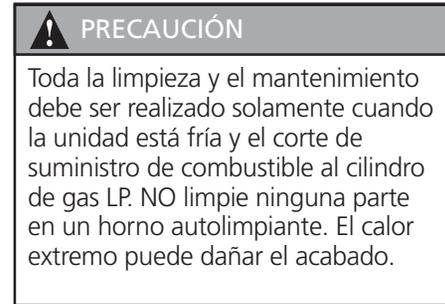 PRECAUCIÓN
Toda la limpieza y el mantenimiento
debe ser realizado solamente cuando
la unidad está fría y el corte de
suministro de combustible al cilindro
de gas LP. NO limpie ninguna parte
en un horno autolimpiante. El calor
extremo puede dañar el acabado.